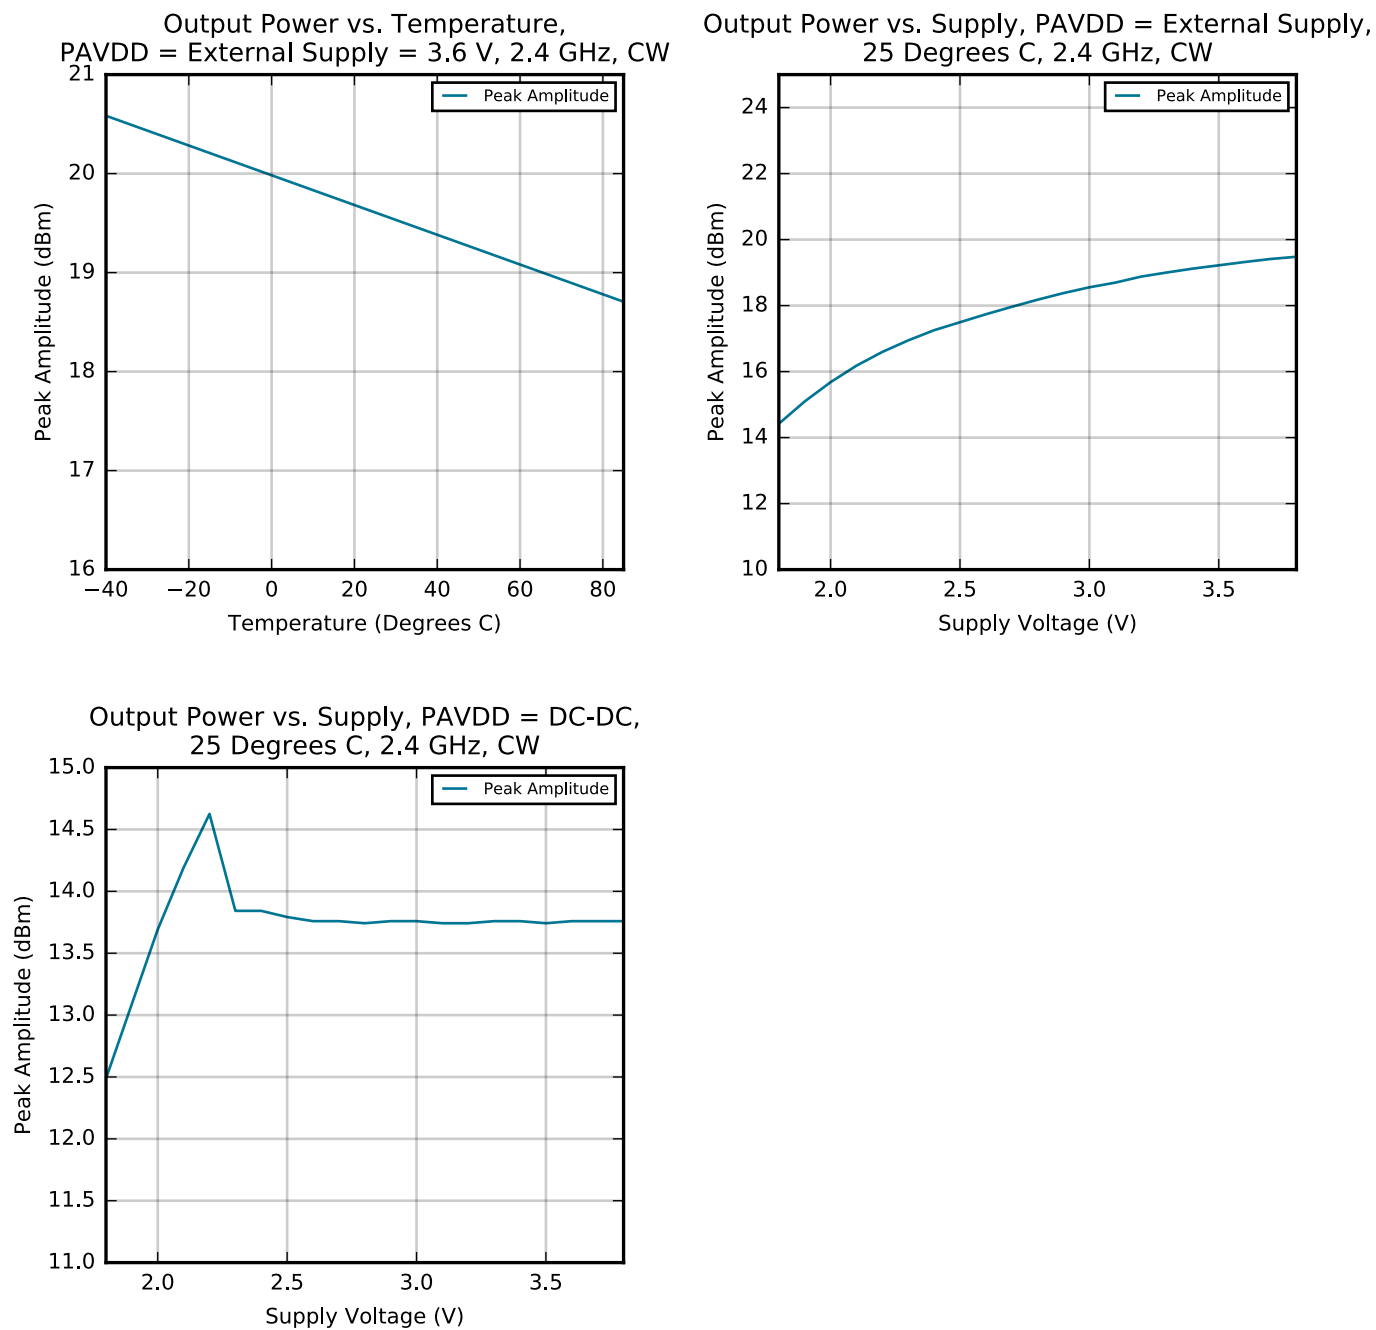 Output Power vs. Temperature,
PAVDD = External Supply = 3.6 V, 2.4 GHz, CW
Peak Amplitude
21
20
19
18
17
16
Peak Amplitude (dBm)
−40 −20 0 20 40 60 80
Temperature (Degrees C)
Output Power vs. Supply, PAVDD = External Supply,
25 Degrees C, 2.4 GHz, CW
Peak Amplitude
24
22
20
18
16
14
12
10
Peak Amplitude (dBm)
2.0 2.5 3.0 3.5
Supply Voltage (V)
Output Power vs. Supply, PAVDD = DC-DC,
25 Degrees C, 2.4 GHz, CW
Peak Amplitude
15.0
14.5
14.0
13.5
13.0
12.5
12.0
11.5
11.0
Peak Amplitude (dBm)
2.0 2.5 3.0 3.5
Supply Voltage (V)